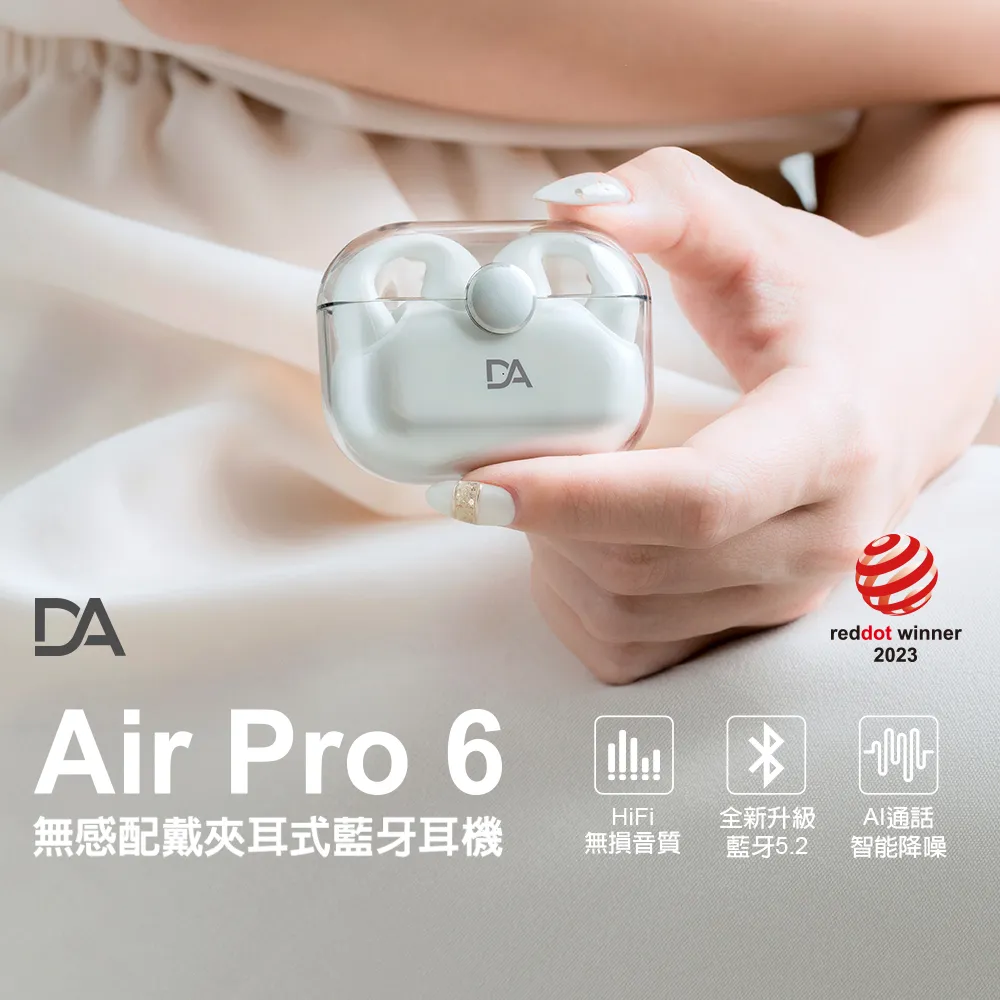 DA
DA
reddot winner
2023
Air Pro 6
無感配戴夾耳式藍牙耳機
HiFi
無損音質
全新升級
藍牙5.2
AI通話
智能降噪